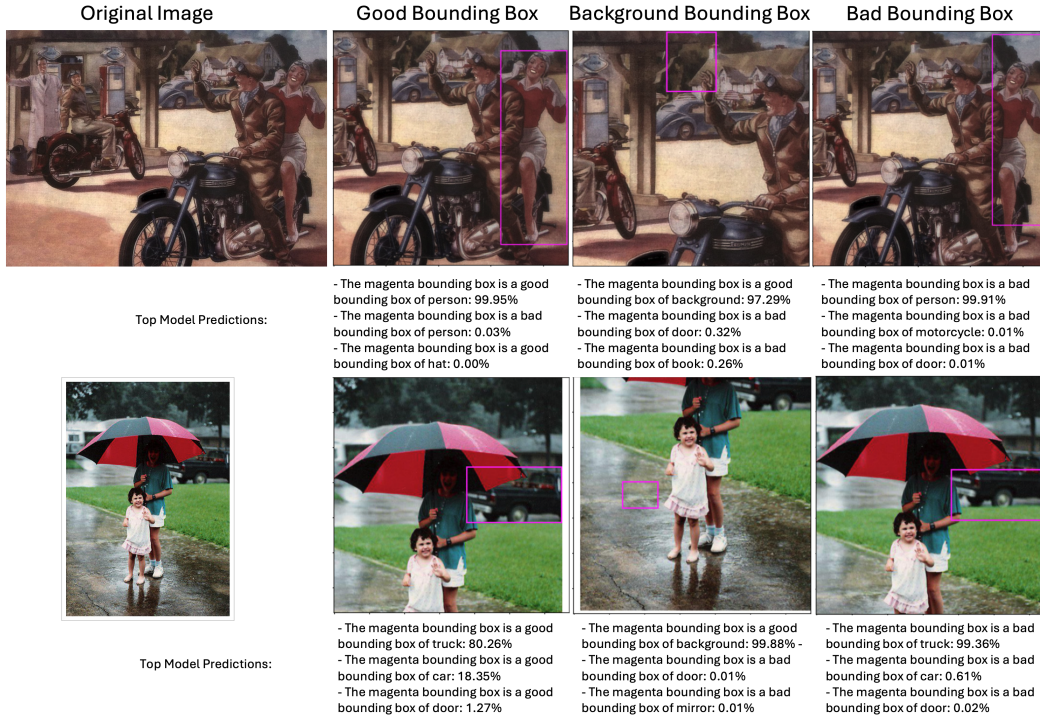 Original Image
Good Bounding Box
Background Bounding Box
Bad Bounding Box
Top Model Predictions:
- The magenta bounding box is a good
bounding box of person: 99.95%
- The magenta bounding box is a bad
bounding box of person: 0.03%
- The magenta bounding box is a good
bounding box of hat: 0.00%
- The magenta bounding box is a good
bounding box of background: 97.29%
- The magenta bounding box is a bad
bounding box of door: 0.32%
- The magenta bounding box is a bad
bounding box of book: 0.26%
- The magenta bounding box is a bad
bounding box of person: 99.91%
- The magenta bounding box is a bad
bounding box of motorcycle: 0.01%
- The magenta bounding box is a bad
bounding box of door: 0.01%
Top Model Predictions:
- The magenta bounding box is a good
bounding box of truck: 80.26%
- The magenta bounding box is a good
bounding box of car: 18.35%
- The magenta bounding box is a good
bounding box of door: 1.27%
- The magenta bounding box is a good
bounding box of background: 99.88% -
- The magenta bounding box is a bad
bounding box of door: 0.01%
- The magenta bounding box is a bad
bounding box of mirror: 0.01%
- The magenta bounding box is a bad
bounding box of truck: 99.36%
- The magenta bounding box is a bad
bounding box of car: 0.61%
- The magenta bounding box is a bad
bounding box of door: 0.02%